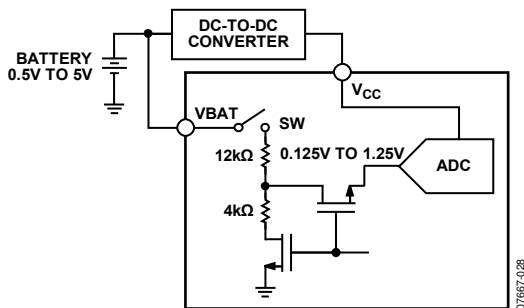 DC-TO-DC
CONVERTER
BATTERY
0.5V TO 5V
VCC
VBAT
SW
12kΩ
0.125V TO 1.25V
ADC
4kΩ
07667-028